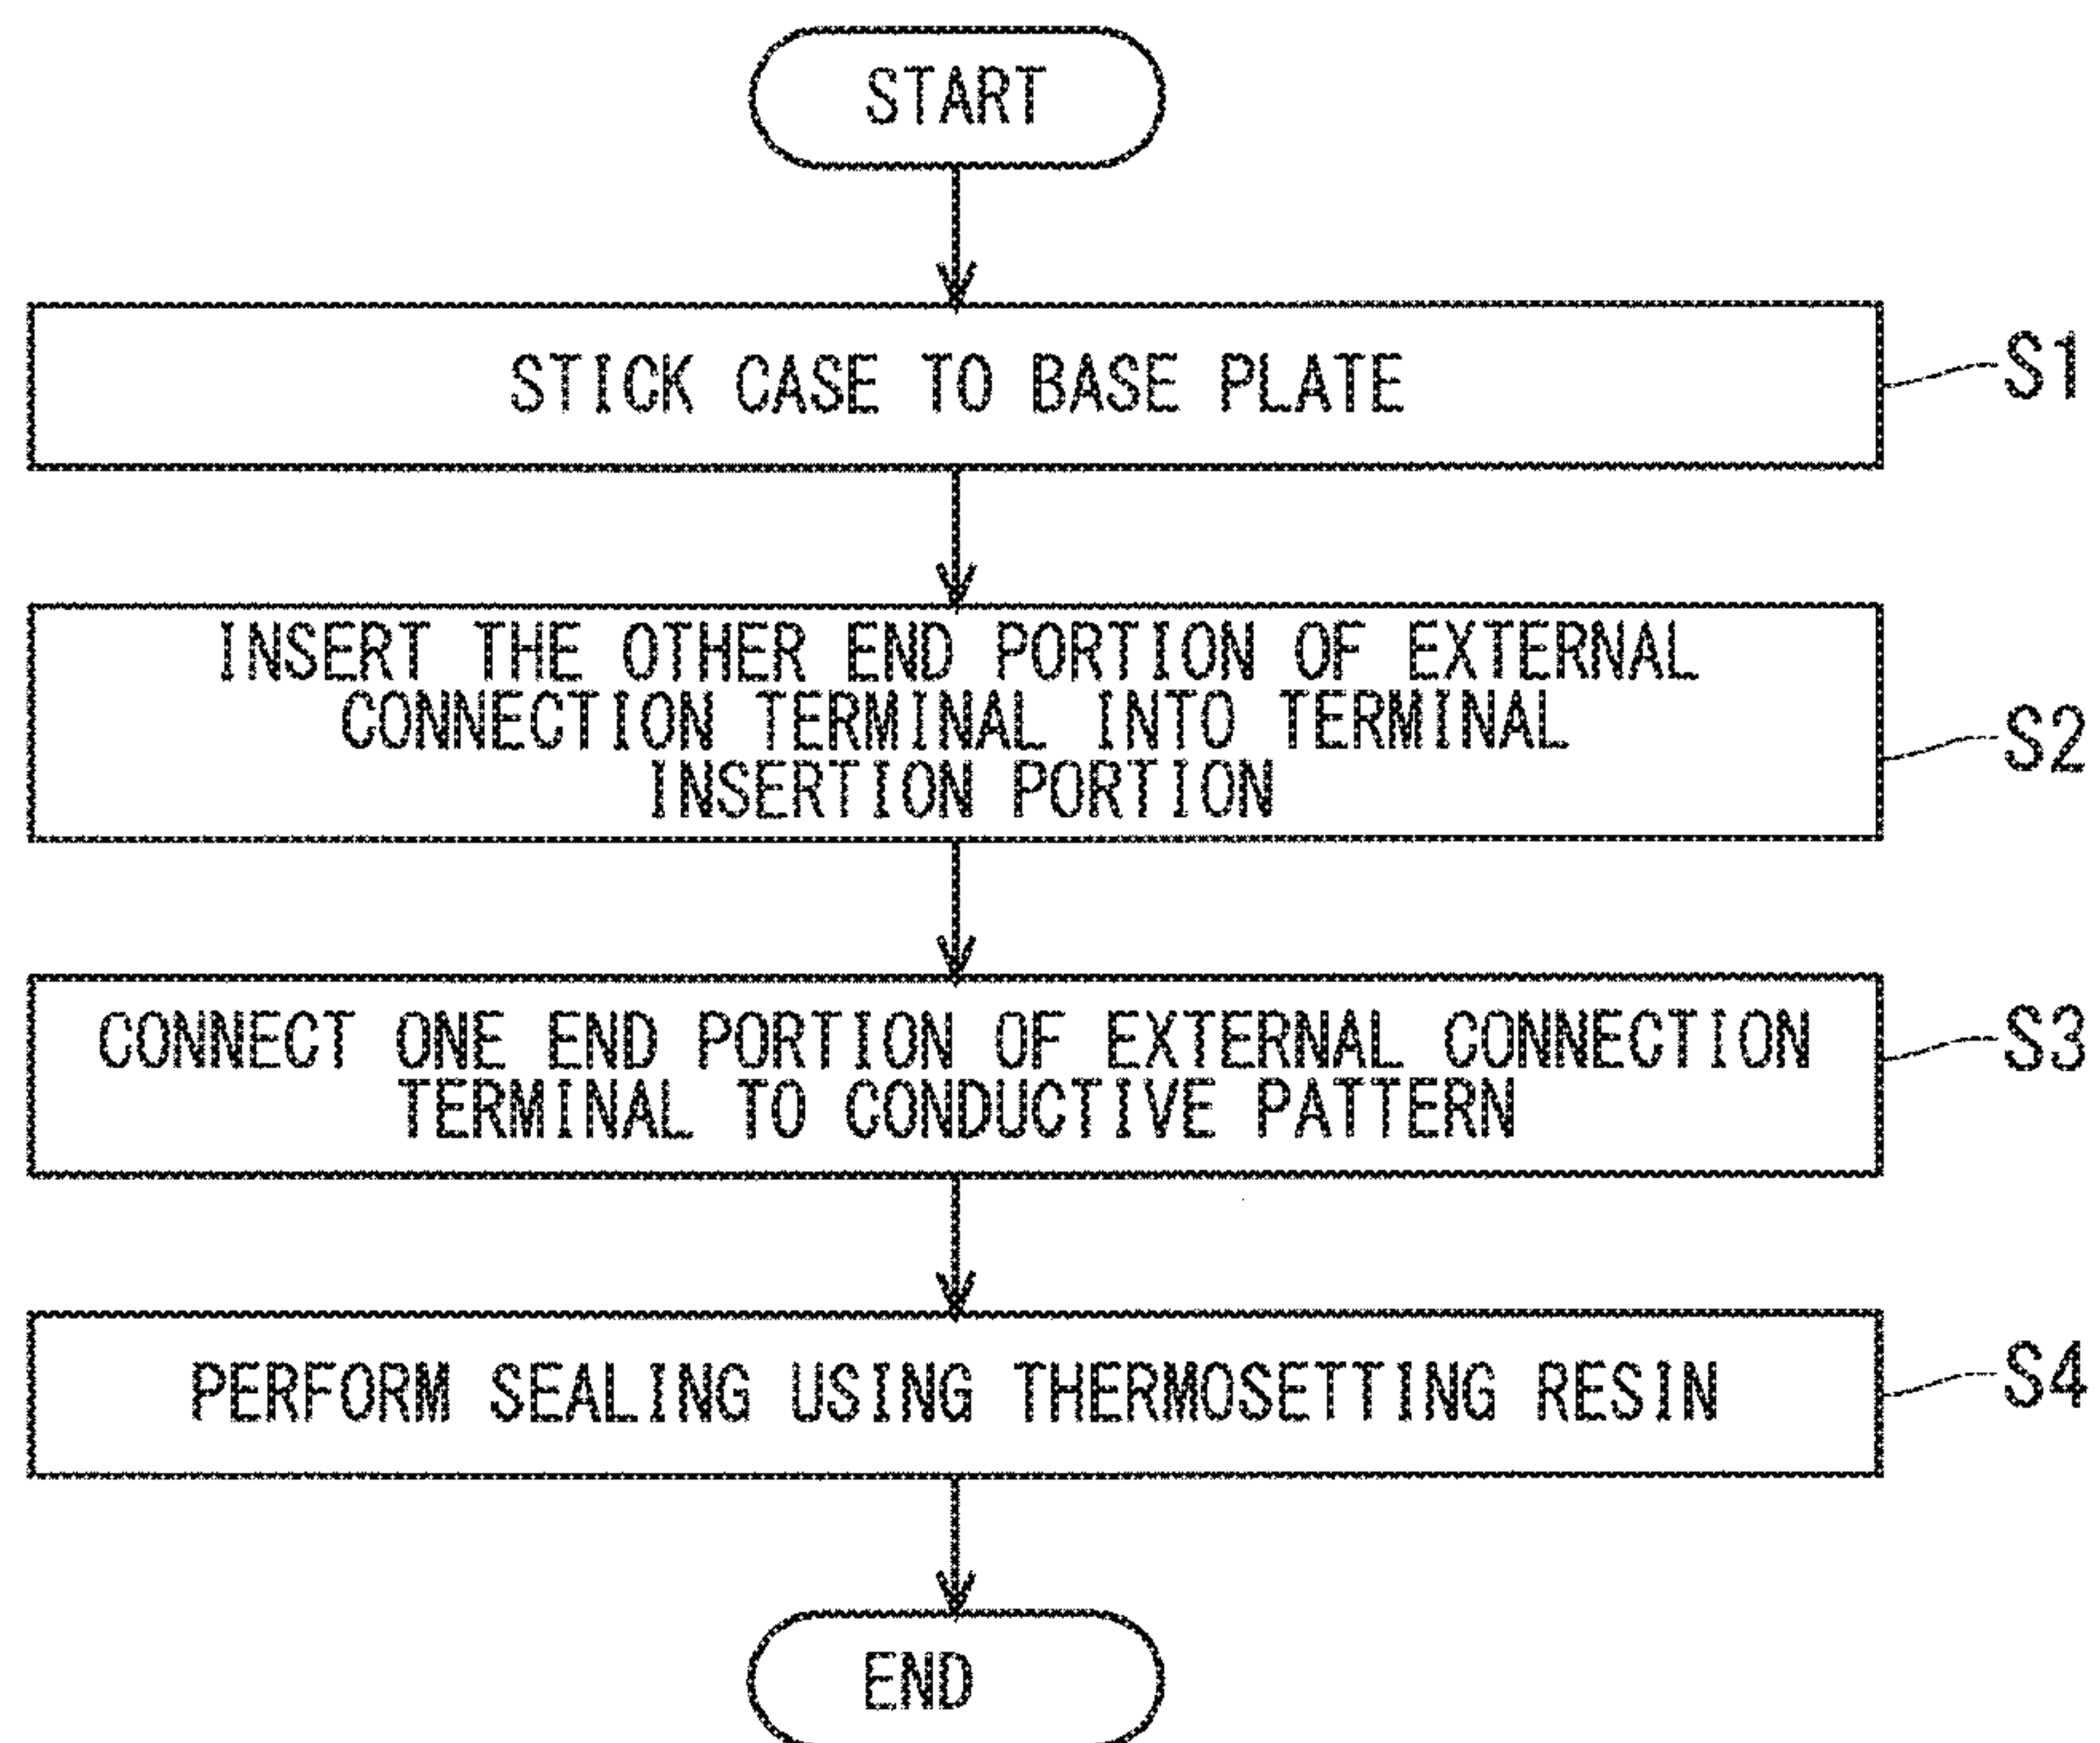 START
STICK CASE TO BASE PLATE
S1
INSERT THE OTHER END PORTION OF EXTERNAL
CONNECTION TERMINAL INTO TERMINAL
INSERTION PORTION
S2
CONNECT ONE END PORTION OF EXTERNAL CONNECTION
TERMINAL TO CONDUCTIVE PATTERN
S3
PERFORM SEALING USING THERMOSETTING RESIN
S4
END